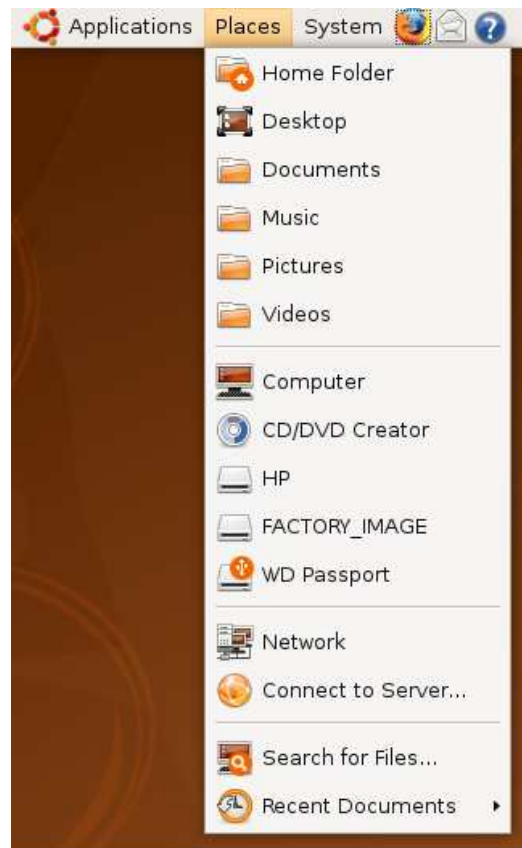 Applications Places System
Home Folder
Desktop
Documents
Music
Pictures
Videos
Computer
CD/DVD Creator
HP
FACTORY_IMAGE
WD Passport
Network
Connect to Server...
Search for Files...
Recent Documents